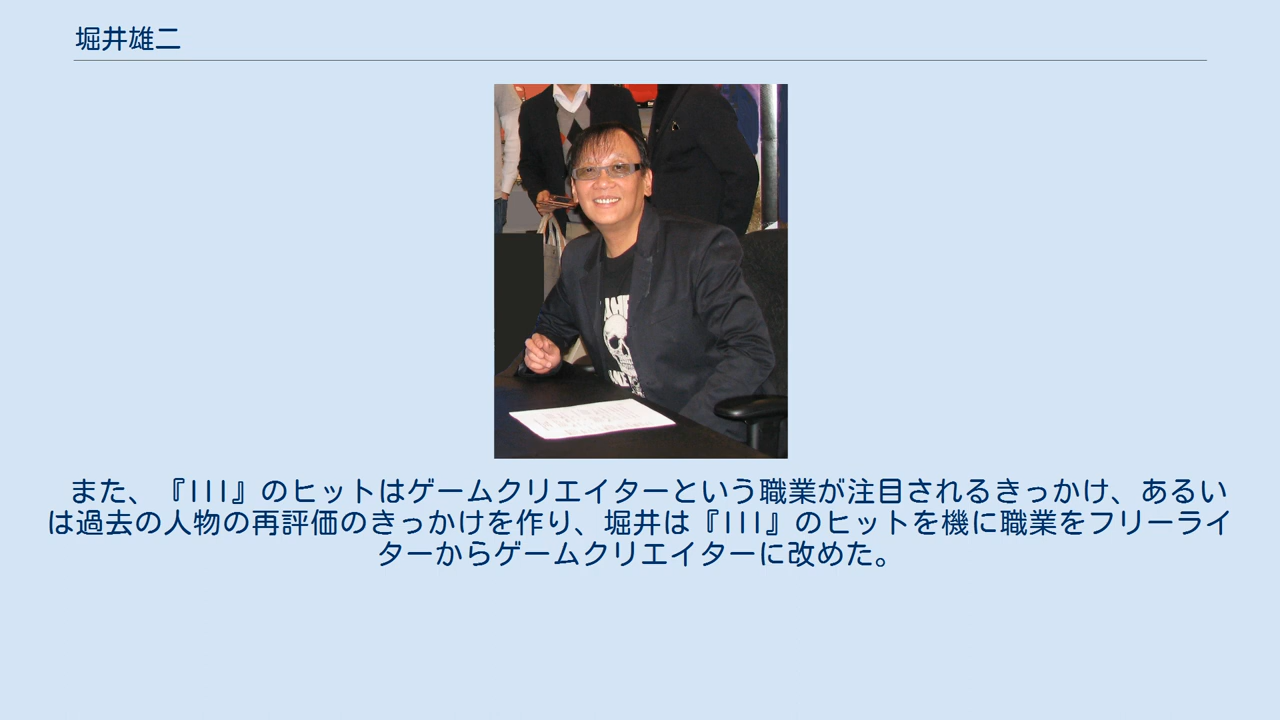 堀井雄二
また、『III』のヒットはゲームクリエイターという職業が注目されるきっかけ、あるい
は過去の人物の再評価のきっかけを作り、堀井は『III』のヒットを機に職業をフリーライ
ターからゲームクリエイターに改めた。